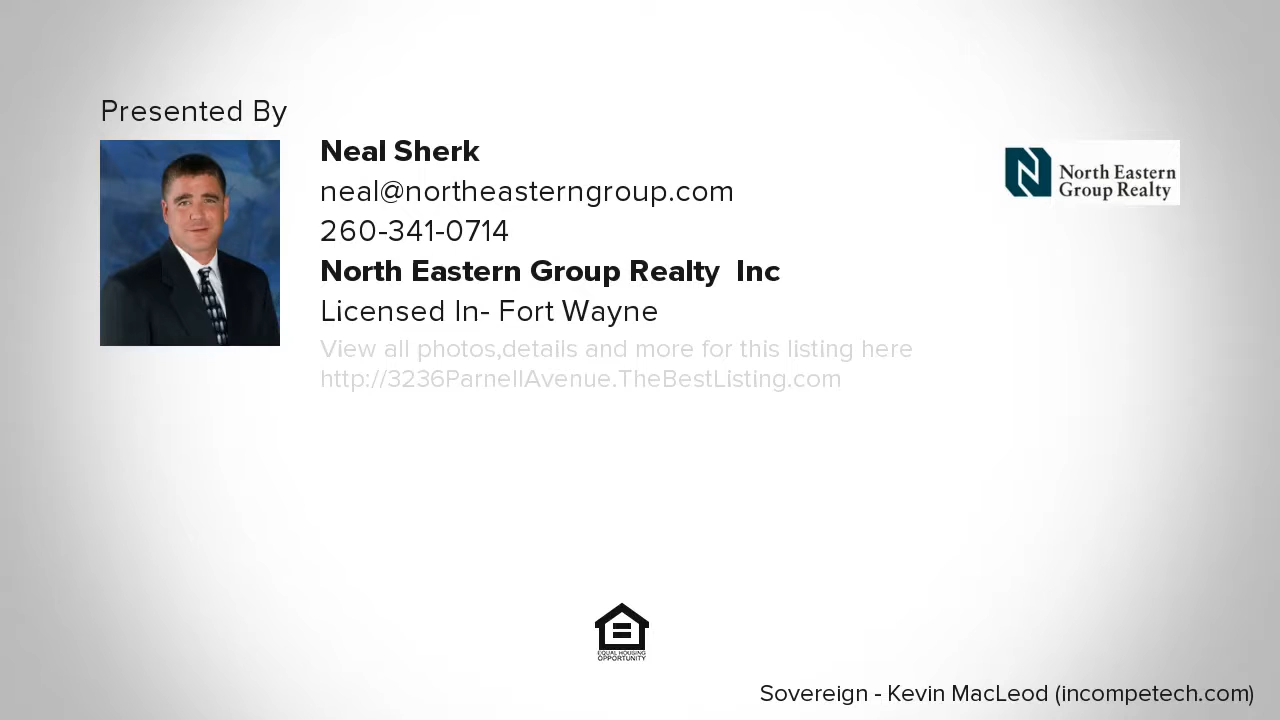 Presented By
Neal Sherk
neal@northeasterngroup.com
260-341-0714
North Eastern Group Realty  Inc
Licensed In- Fort Wayne
View all photos,details and more for this listing here
http://3236ParnellAvenue.TheBestListing.com
North Eastern
Group Realty
EQUAL HOUSING
OPPORTUNITY
Sovereign - Kevin MacLeod (incompetech.com)